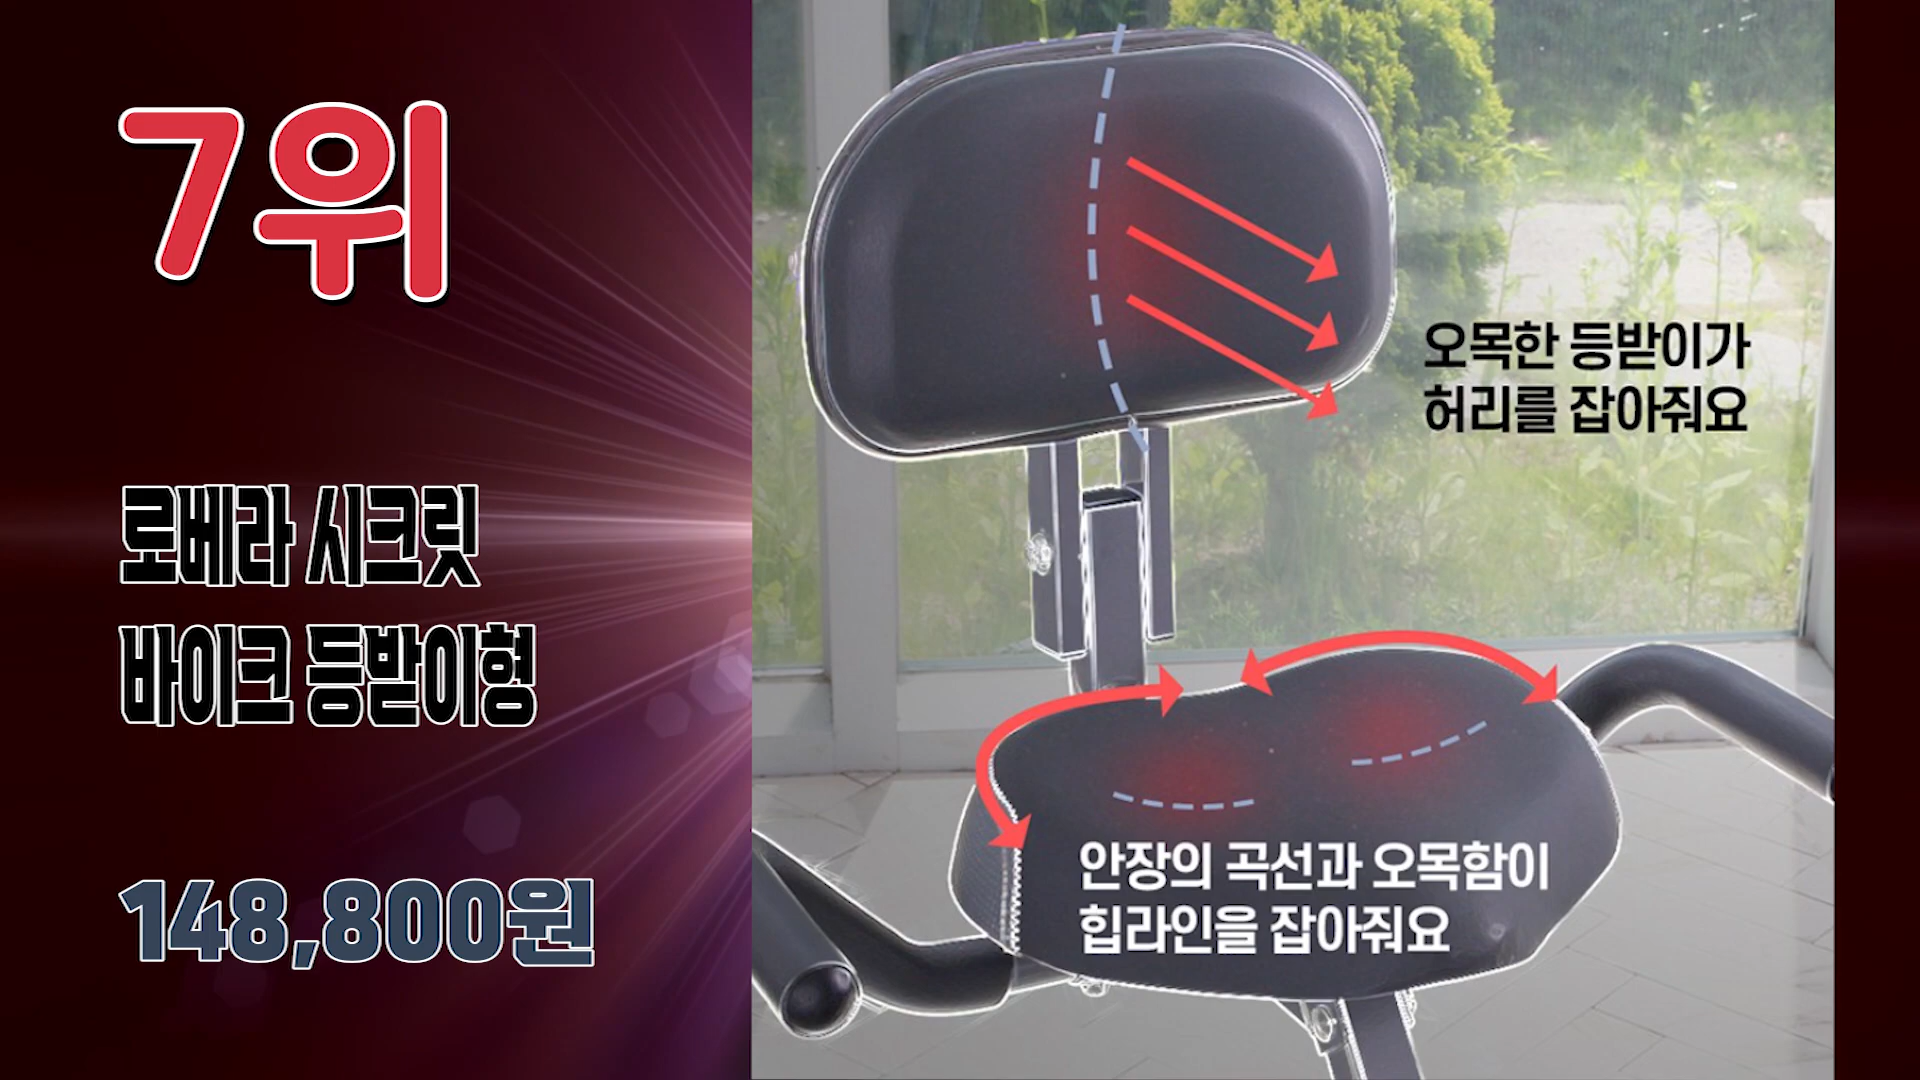 7위
로베라 시크릿
바이크 등받이형
148,800원
오목한 등받이가
허리를 잡아줘요
안장의 곡선과 오목함이
힙라인을 잡아줘요